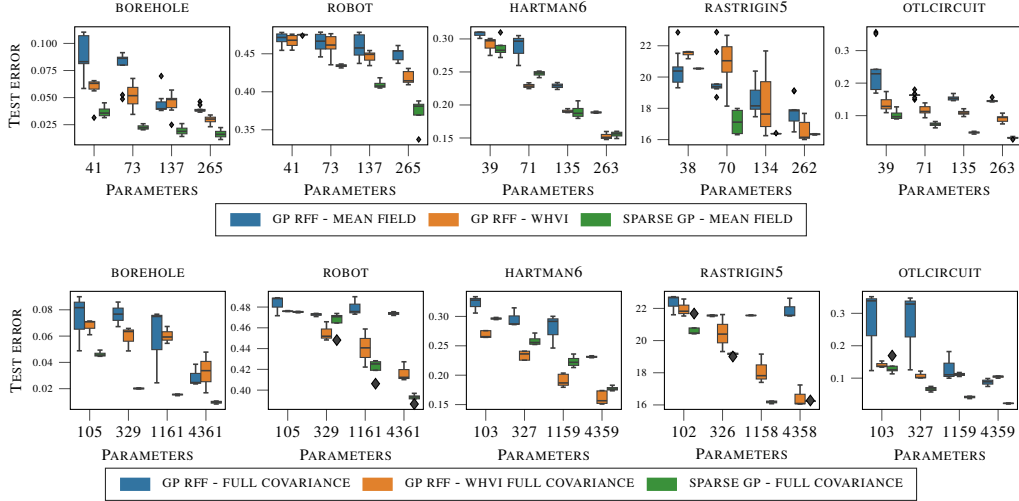 BOREHOLE ROBOT HARTMAN6 RASTRIGIN5 OTLCIRCUIT
TEST ERROR
0.100 0.075 0.050 0.025
0.45 0.40 0.35
0.30 0.25 0.20 0.15
22 20 18 16
0.3 0.2 0.1
41 73 137 265 41 73 137 265 39 71 135 263 38 70 134 262 39 71 135 263
PARAMETERS PARAMETERS PARAMETERS PARAMETERS PARAMETERS
GP RFF - MEAN FIELD GP RFF - WHVI SPARSE GP - MEAN FIELD
BOREHOLE ROBOT HARTMAN6 RASTRIGIN5 OTLCIRCUIT
TEST ERROR
0.08 0.06 0.04 0.02
0.48 0.46 0.44 0.42 0.40
0.30 0.25 0.20 0.15
22 20 18 16
0.3 0.2 0.1
105 329 1161 4361 105 329 1161 4361 103 327 1159 4359 102 326 1158 4358 103 327 1159 4359
PARAMETERS PARAMETERS PARAMETERS PARAMETERS PARAMETERS
GP RFF - FULL COVARIANCE GP RFF - WHVI FULL COVARIANCE SPARSE GP - FULL COVARIANCE